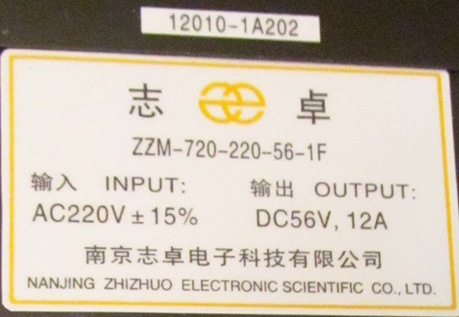 12010-1A202
志 卓
ZZM-720-220-56-1F
输入 INPUT: 输出 OUTPUT:
AC220V±15% DC56V, 12A
南京志卓电子科技有限公司
NANJING ZHIZHUO ELECTRONIC SCIENTIFIC CO., LTD.